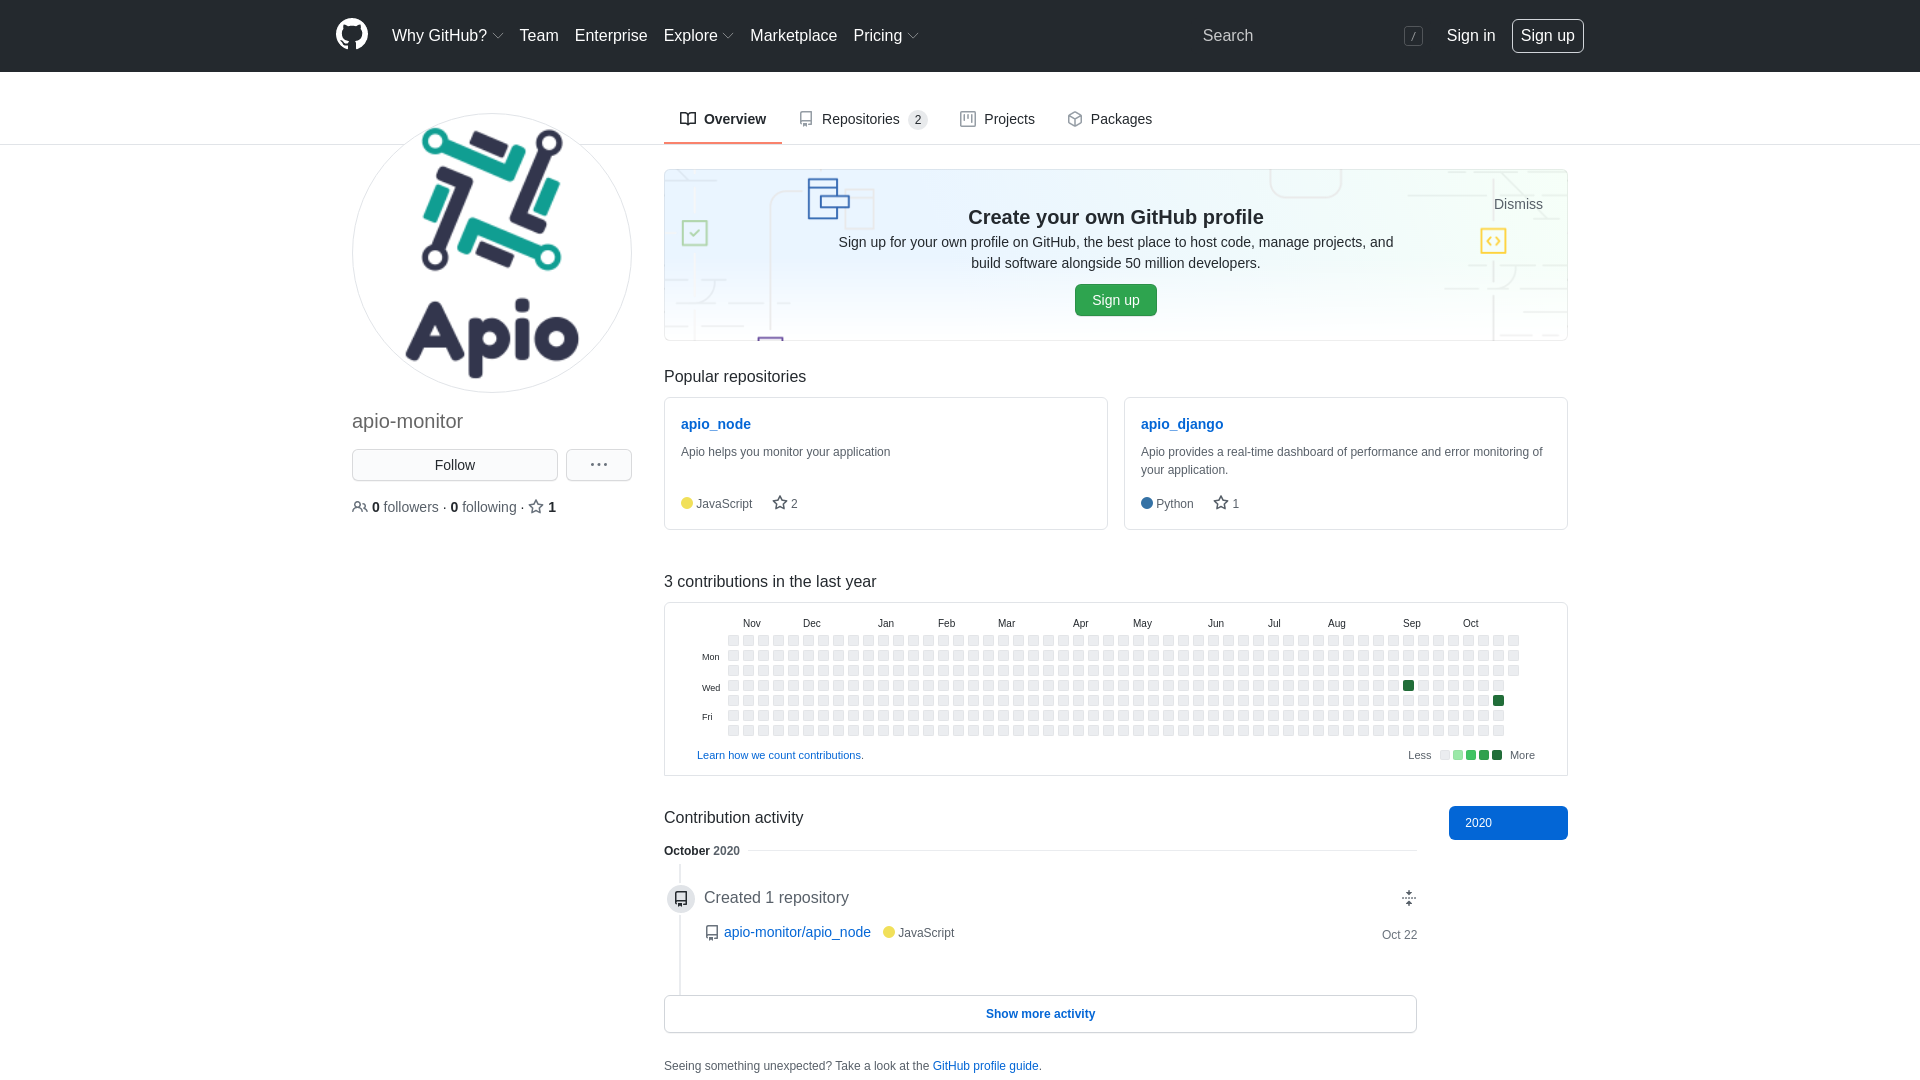 Why GitHub? Team Enterprise Explore Marketplace Pricing Search / Sign in Sign up
Overview Repositories 2 Projects Packages
Apio
apio-monitor
Follow
0 followers · 0 following · 1
Dismiss
Create your own GitHub profile
Sign up for your own profile on GitHub, the best place to host code, manage projects, and
build software alongside 50 million developers.
Sign up
Popular repositories
apio_node
Apio helps you monitor your application
JavaScript 2
apio_django
Apio provides a real-time dashboard of performance and error monitoring of
your application.
Python 1
3 contributions in the last year
Nov Dec Jan Feb Mar Apr May Jun Jul Aug Sep Oct
Mon
Wed
Fri
Learn how we count contributions.
Less More
Contribution activity
2020
October 2020
Created 1 repository
apio-monitor/apio_node JavaScript Oct 22
Show more activity
Seeing something unexpected? Take a look at the GitHub profile guide.